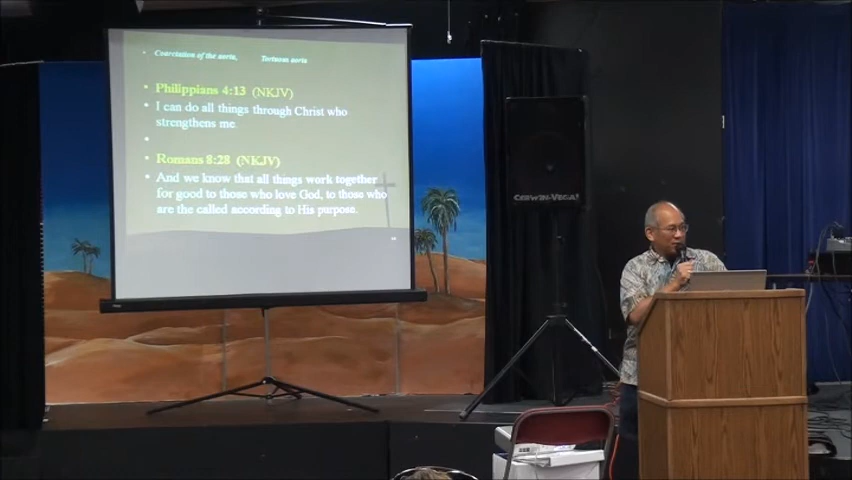 • Coarctation of the aorta, Tortuous aorta
• Philippians 4:13 (NKJV)
• I can do all things through Christ who
strengthens me.
•
• Romans 8:28 (NKJV)
• And we know that all things work together
for good to those who love God, to those who
are the called according to His purpose.
CERWIN-VEGA!